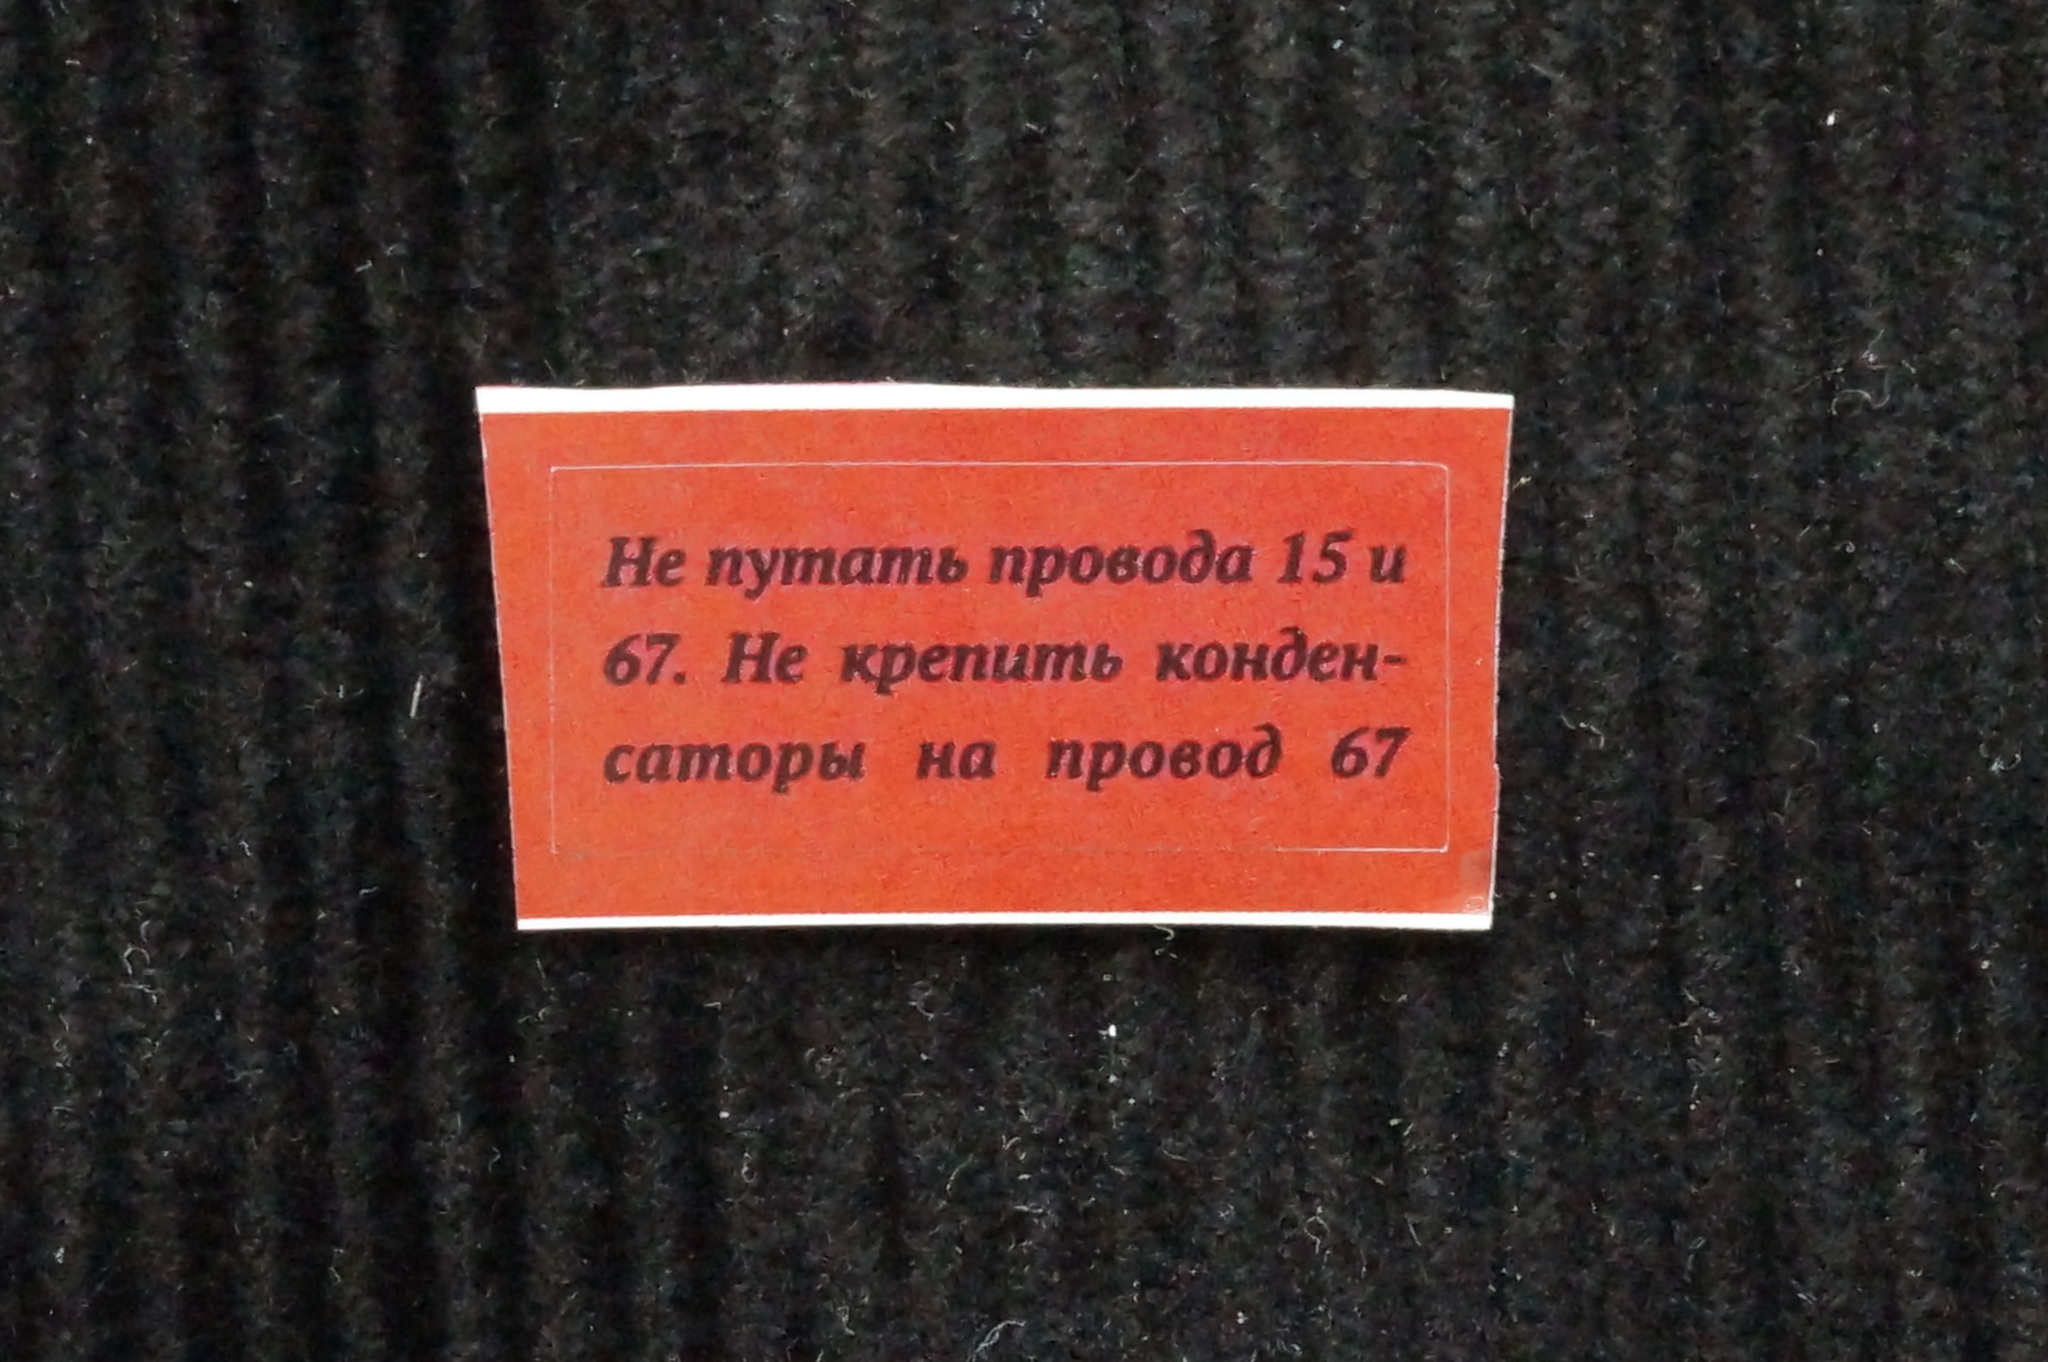 Не путать провода 15 и
67. Не крепить конден-
саторы на провод 67